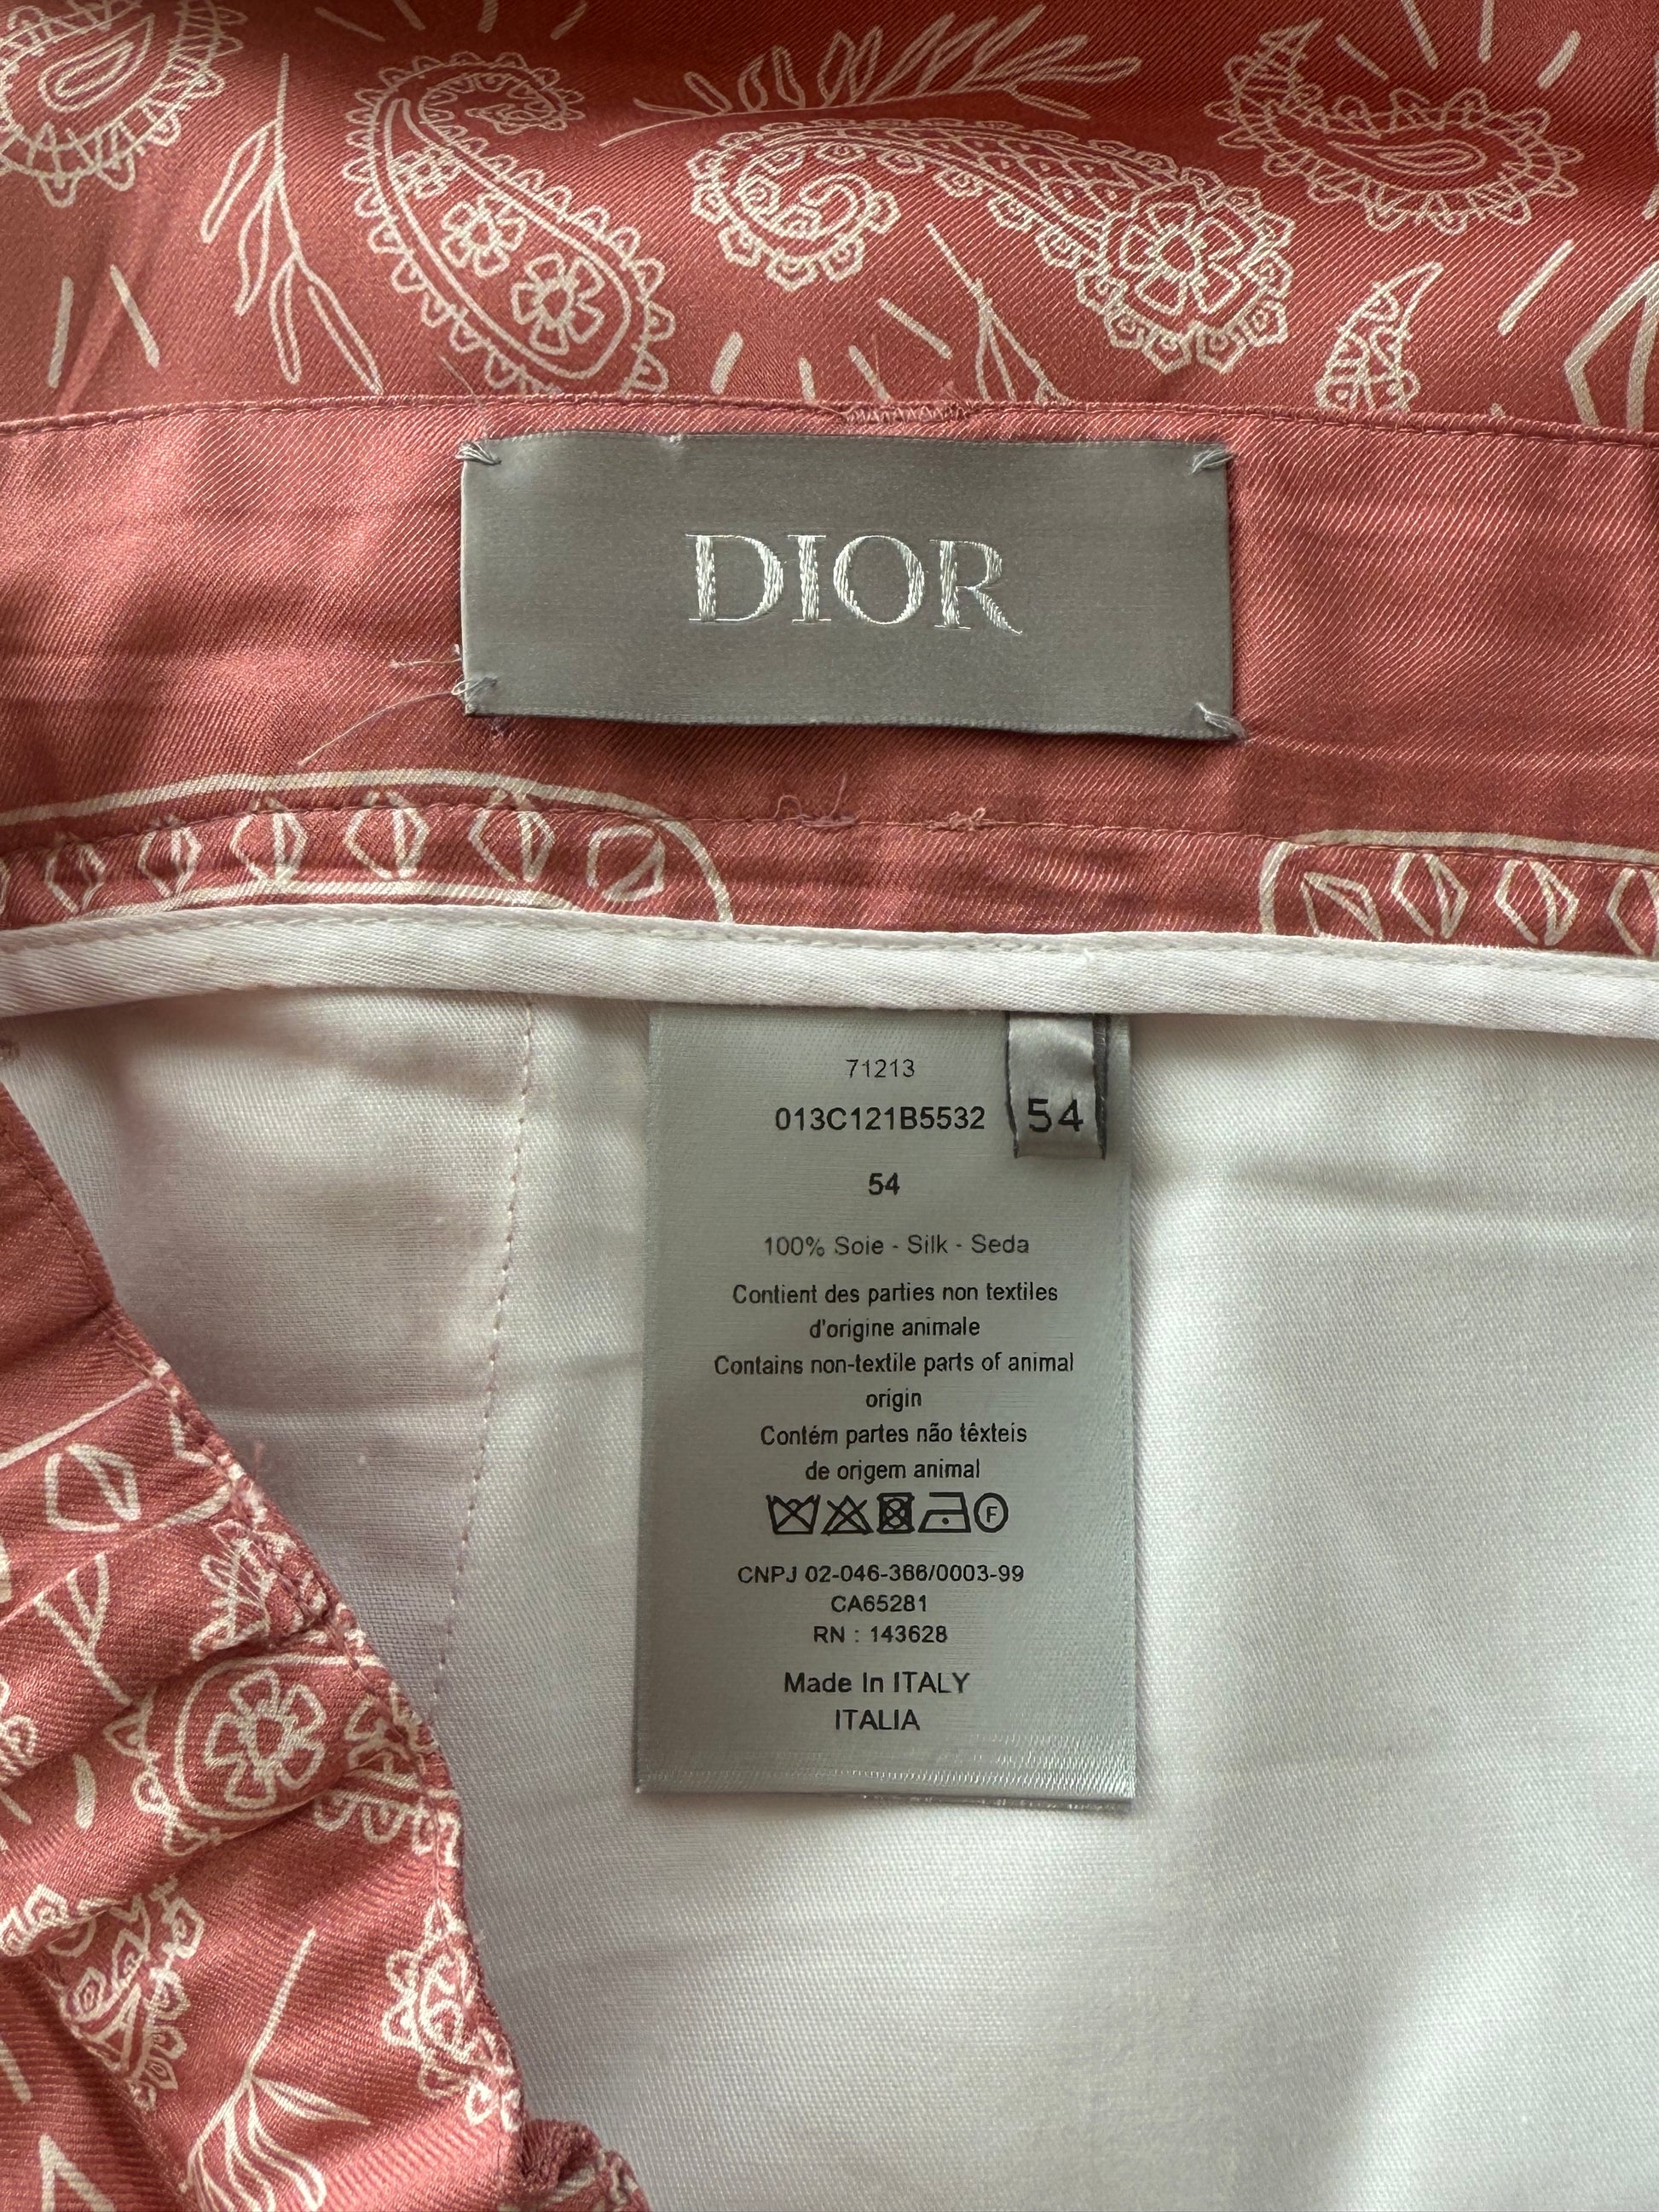 DIOR
71213
013C121B5532
54
54
100% Soie - Silk - Seda
Contient des parties non textiles
d'origine animale
Contains non-textile parts of animal
origin
Contém partes não têxteis
de origem animal
F
CNPJ 02-046-366/0003-99
CA65281
RN : 143628
Made In ITALY
ITALIA